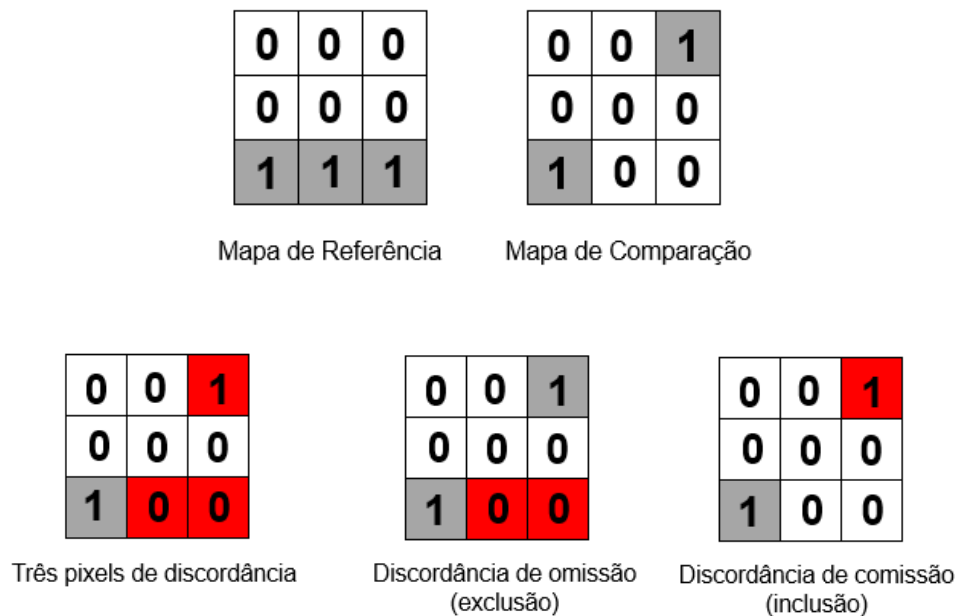 0 0 0 0 0 1
0 0 0 0 0 0
1 1 1 1 0 0
Mapa de Referência Mapa de Comparação
0 0 1 0 0 1 0 0 1
0 0 0 0 0 0 0 0 0
1 0 0 1 0 0 1 0 0
Três pixels de discordância Discordância de omissão Discordância de comissão
(exclusão) (inclusão)